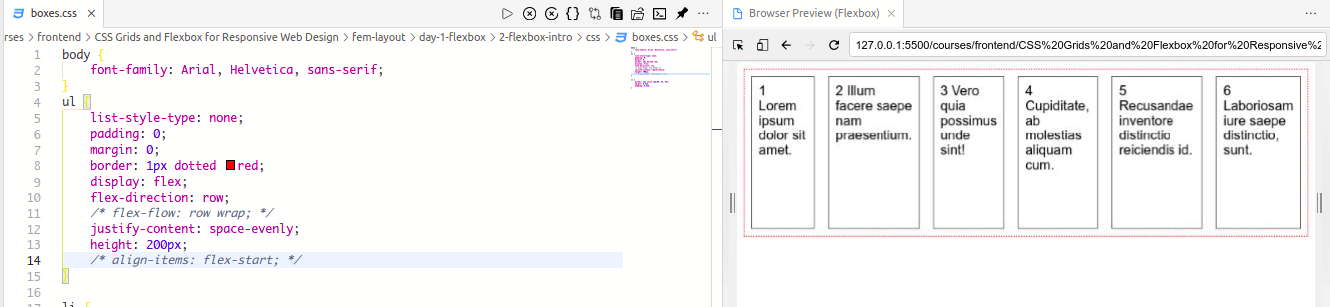 boxes.css
Browser Preview (Flexbox)
rses > frontend > CSS Grids and Flexbox for Responsive Web Design > fem-layout > day-1-flexbox > 2-flexbox-intro > css > boxes.css > ul
127.0.0.1:5500/courses/frontend/CSS%20Grids%20and%20Flexbox%20for%20Responsive%2
1 body {
2 font-family: Arial, Helvetica, sans-serif;
3 }
4 ul {
5 list-style-type: none;
6 padding: 0;
7 margin: 0;
8 border: 1px dotted red;
9 display: flex;
10 flex-direction: row;
11 /* flex-flow: row wrap; */
12 justify-content: space-evenly;
13 height: 200px;
14 /* align-items: flex-start; */
15 }
16
17 li {
1
Lorem
ipsum
dolor sit
amet.
2 Illum
facere saepe
nam
praesentium.
3 Vero
quia
possimus
unde
sint!
4
Cupiditate,
ab
molestias
aliquam
cum.
5
Recusandae
inventore
distinctio
reiciendis id.
6
Laboriosam
iure saepe
distinctio,
sunt.